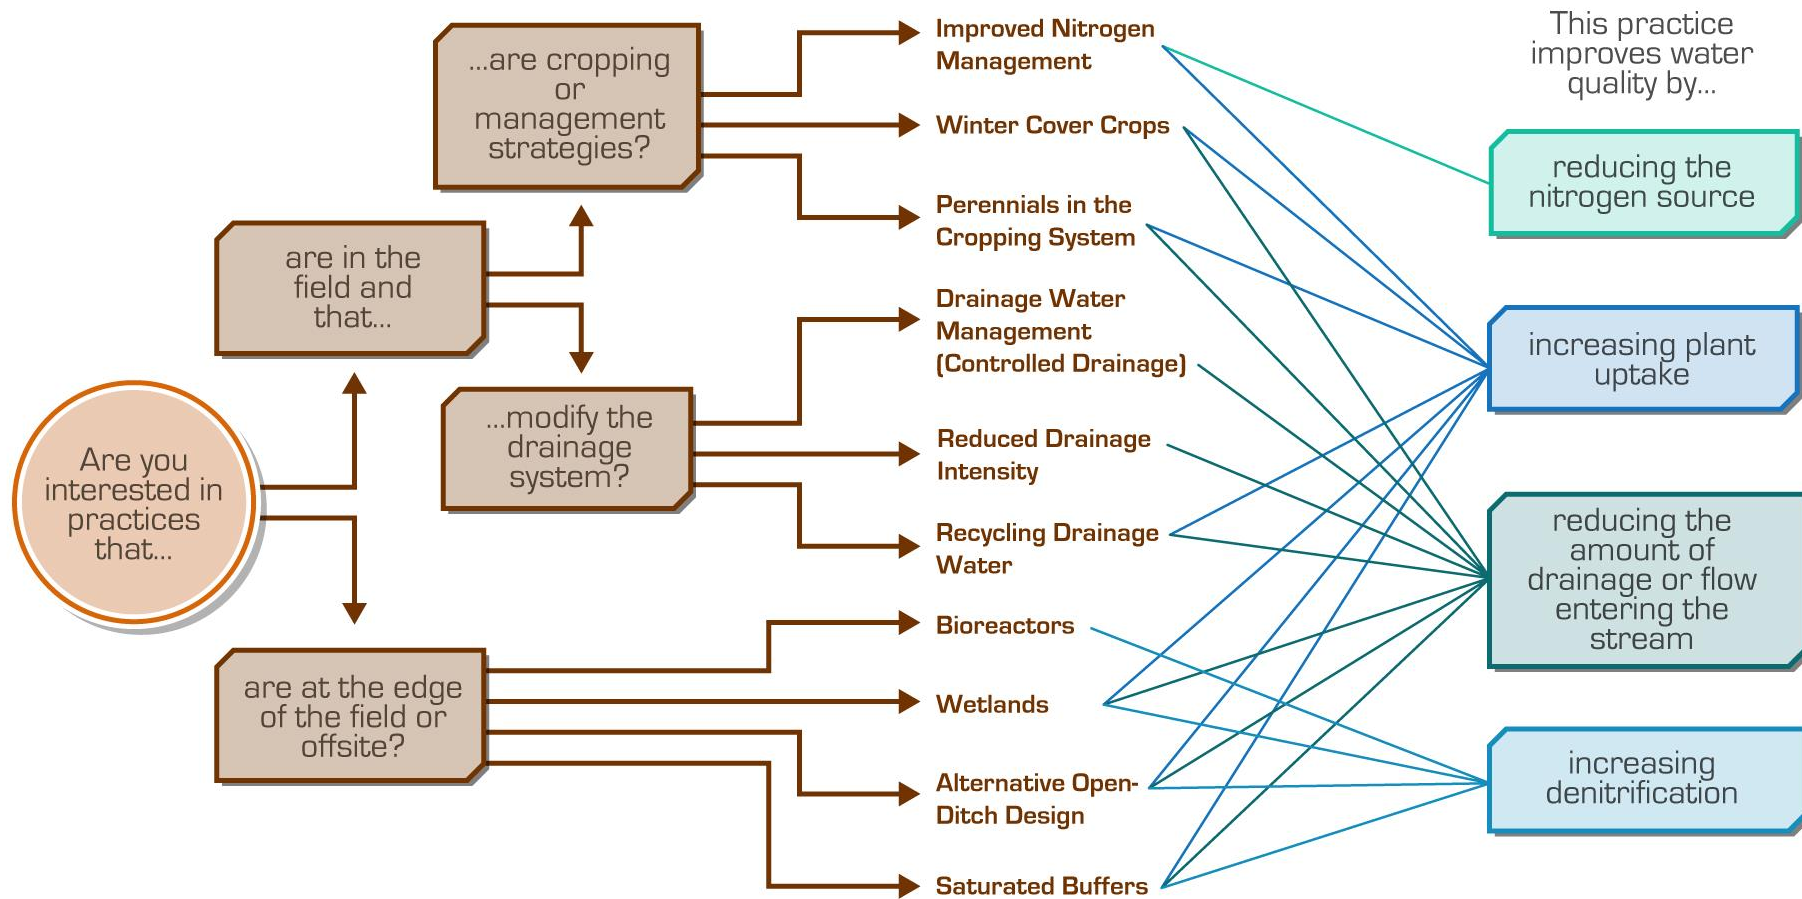 Are you
interested in
practices
that...
are in the
field and
that...
are at the edge
of the field or
offsite?
...are cropping
or
management
strategies?
...modify the
drainage
system?
Improved Nitrogen
Management
Winter Cover Crops
Perennials in the
Cropping System
Drainage Water
Management
(Controlled Drainage)
Reduced Drainage
Intensity
Recycling Drainage
Water
Bioreactors
Wetlands
Alternative Open-
Ditch Design
Saturated Buffers
This practice
improves water
quality by...
reducing the
nitrogen source
increasing plant
uptake
reducing the
amount of
drainage or flow
entering the
stream
increasing
denitrification